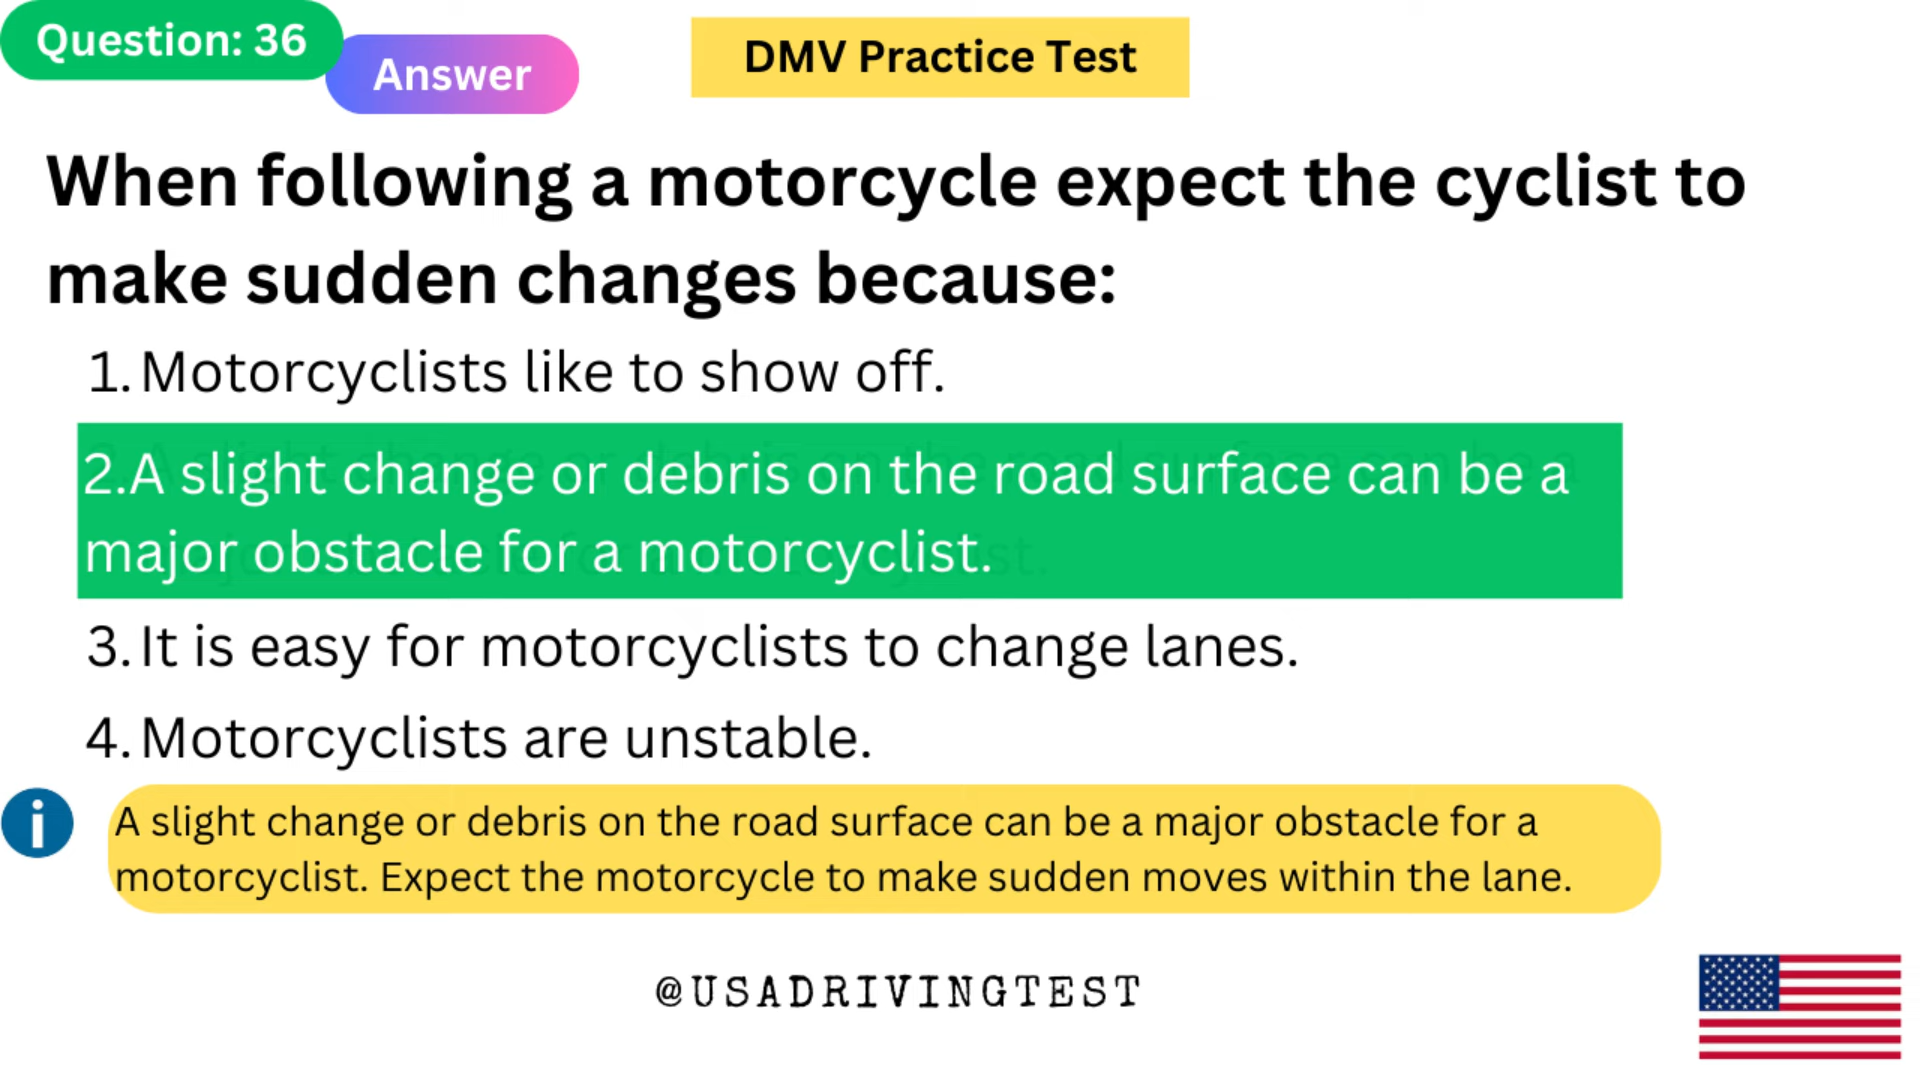 Question: 36
Answer
DMV Practice Test
When following a motorcycle expect the cyclist to
make sudden changes because:
1. Motorcyclists like to show off.
2.A slight change or debris on the road surface can be a
major obstacle for a motorcyclist.
3. It is easy for motorcyclists to change lanes.
4. Motorcyclists are unstable.
i
A slight change or debris on the road surface can be a major obstacle for a
motorcyclist. Expect the motorcycle to make sudden moves within the lane.
@USADRIVINGTEST